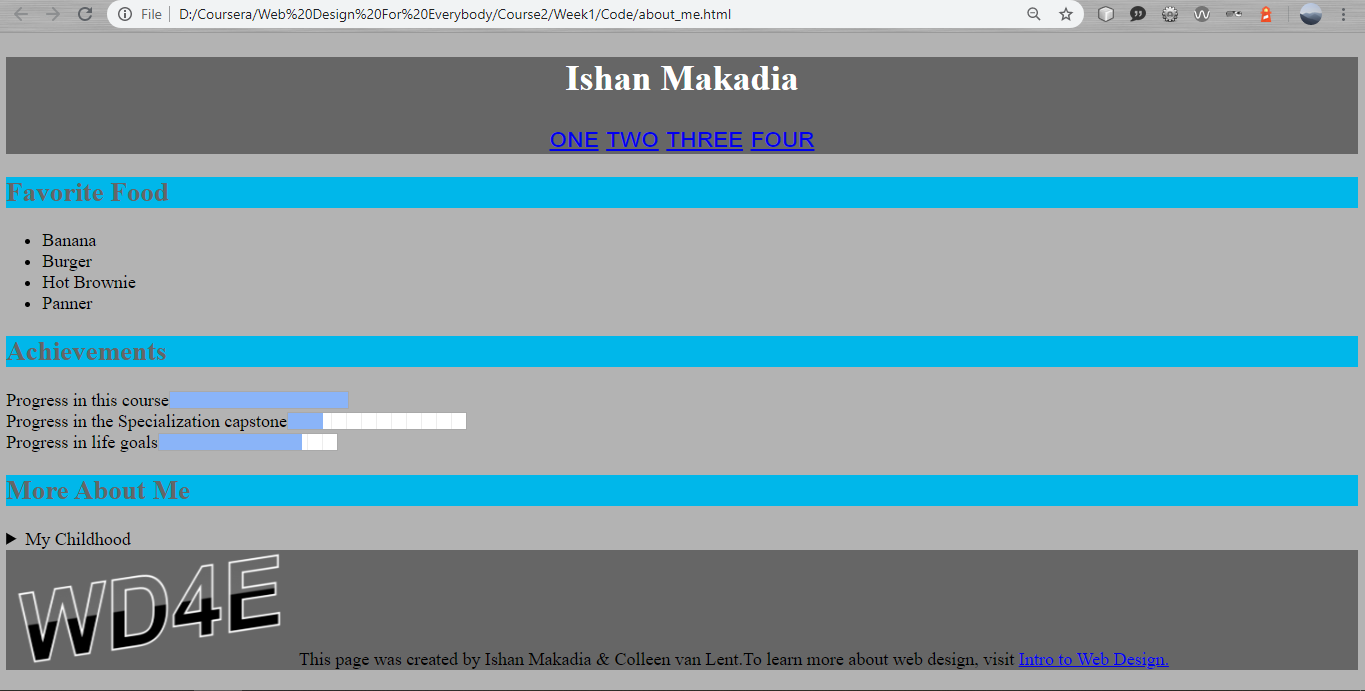 File D:/Coursera/Web%20Design%20For%20Everybody/Course2/Week1/Code/about_me.html
Ishan Makadia
ONE TWO THREE FOUR
Favorite Food
Banana
Burger
Hot Brownie
Panner
Achievements
Progress in this course
Progress in the Specialization capstone
Progress in life goals
More About Me
My Childhood
WD4E
This page was created by Ishan Makadia & Colleen van Lent.To learn more about web design, visit Intro to Web Design.